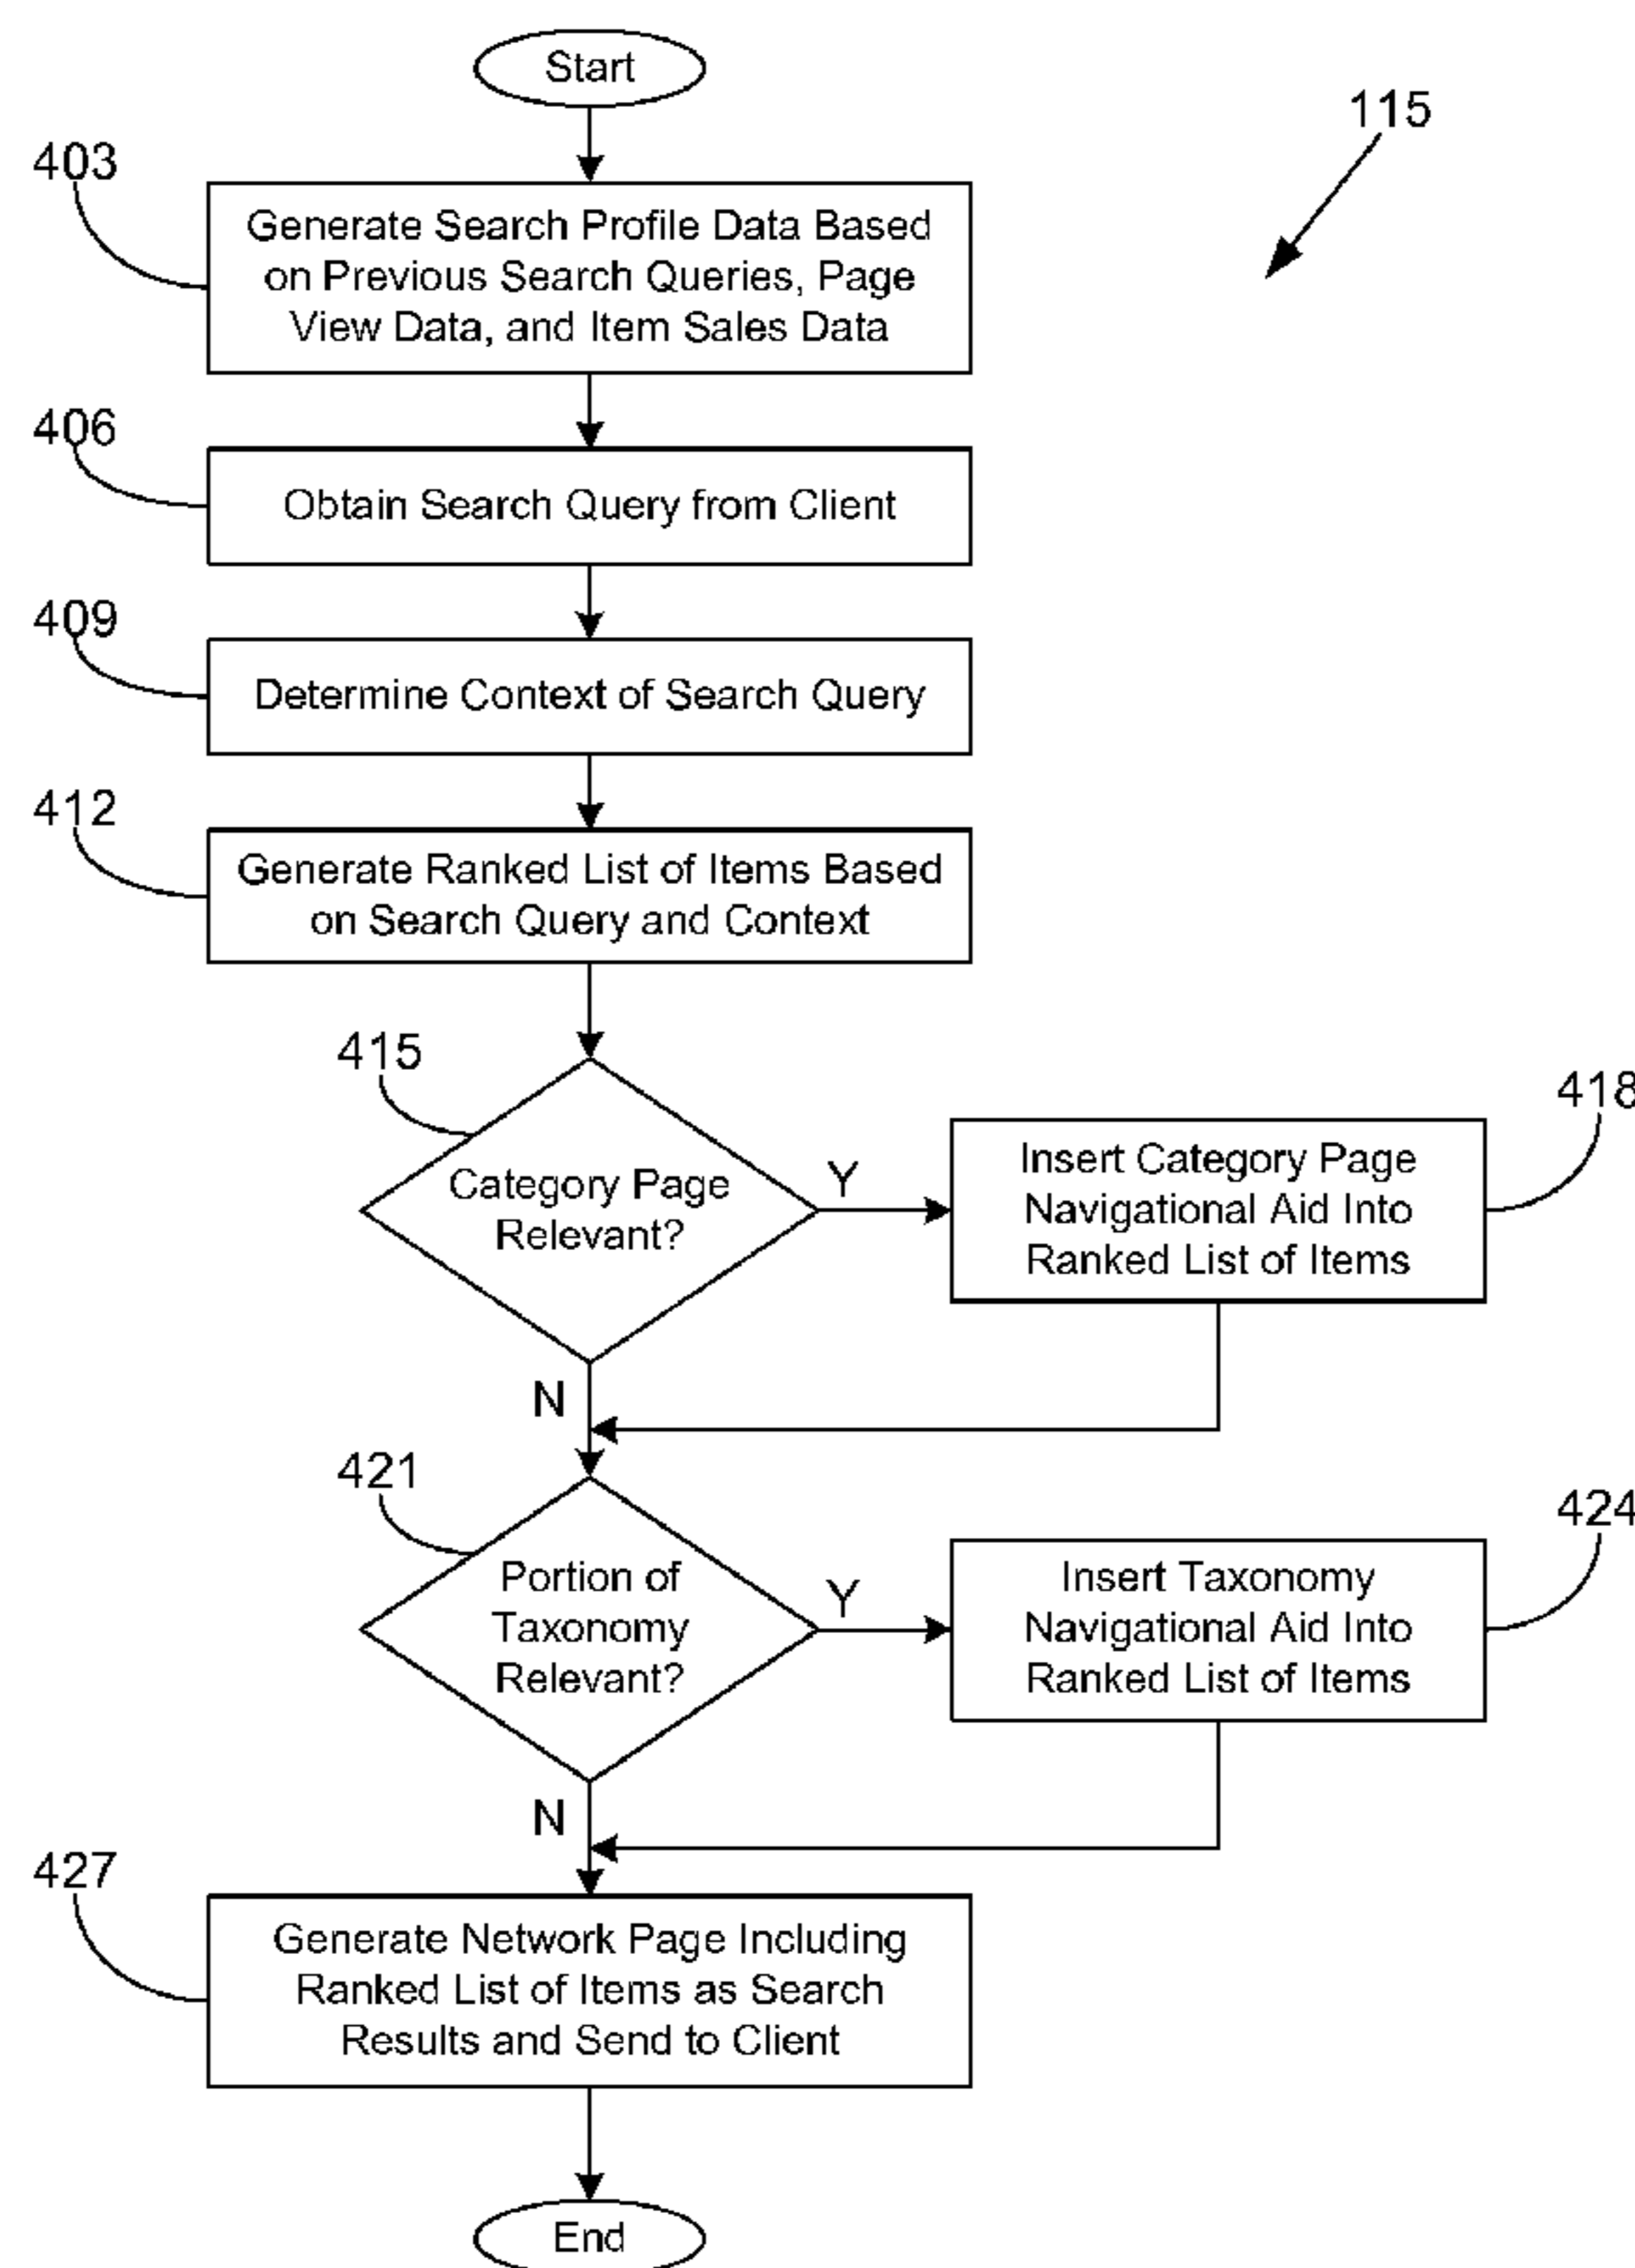 Start
115
403
Generate Search Profile Data Based
on Previous Search Queries, Page
View Data, and Item Sales Data
406
Obtain Search Query from Client
409
Determine Context of Search Query
412
Generate Ranked List of Items Based
on Search Query and Context
415
Category Page
Relevant?
Y
418
Insert Category Page
Navigational Aid Into
Ranked List of Items
N
421
Portion of
Taxonomy
Relevant?
Y
424
Insert Taxonomy
Navigational Aid Into
Ranked List of Items
N
427
Generate Network Page Including
Ranked List of Items as Search
Results and Send to Client
End